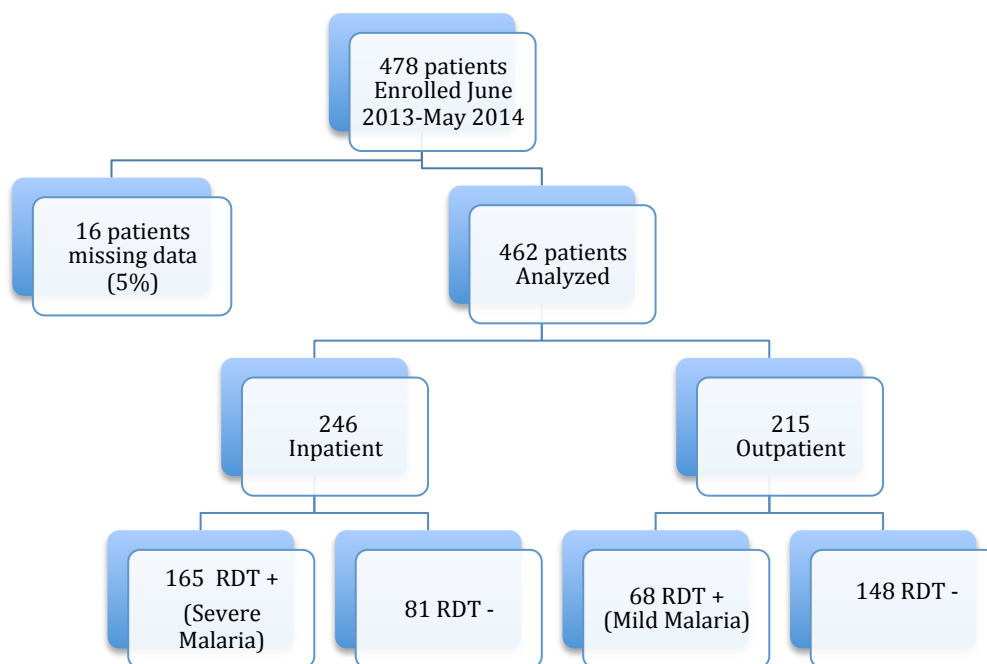 478 patients
Enrolled June
2013-May 2014
16 patients
missing data
(5%)
462 patients
Analyzed
246
Inpatient
215
Outpatient
165 RDT +
(Severe
Malaria)
81 RDT -
68 RDT +
(Mild Malaria)
148 RDT -